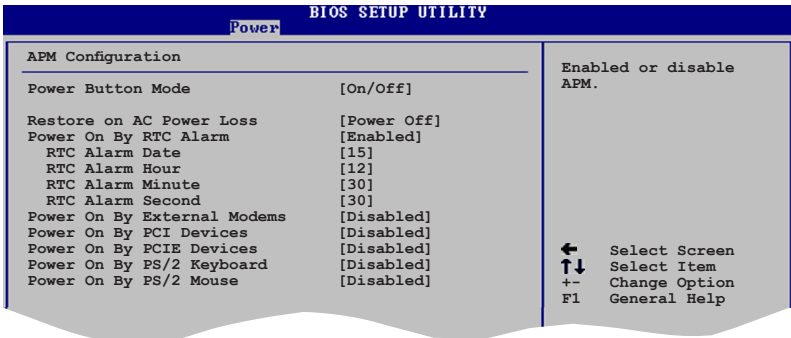 BIOS SETUP UTILITY
Power
APM Configuration
Power Button Mode [On/Off]
Restore on AC Power Loss [Power Off]
Power On By RTC Alarm [Enabled]
RTC Alarm Date [15]
RTC Alarm Hour [12]
RTC Alarm Minute [30]
RTC Alarm Second [30]
Power On By External Modems [Disabled]
Power On By PCI Devices [Disabled]
Power On By PCIE Devices [Disabled]
Power On By PS/2 Keyboard [Disabled]
Power On By PS/2 Mouse [Disabled]
Enabled or disable
APM.
← Select Screen
↑↓ Select Item
+- Change Option
F1 General Help